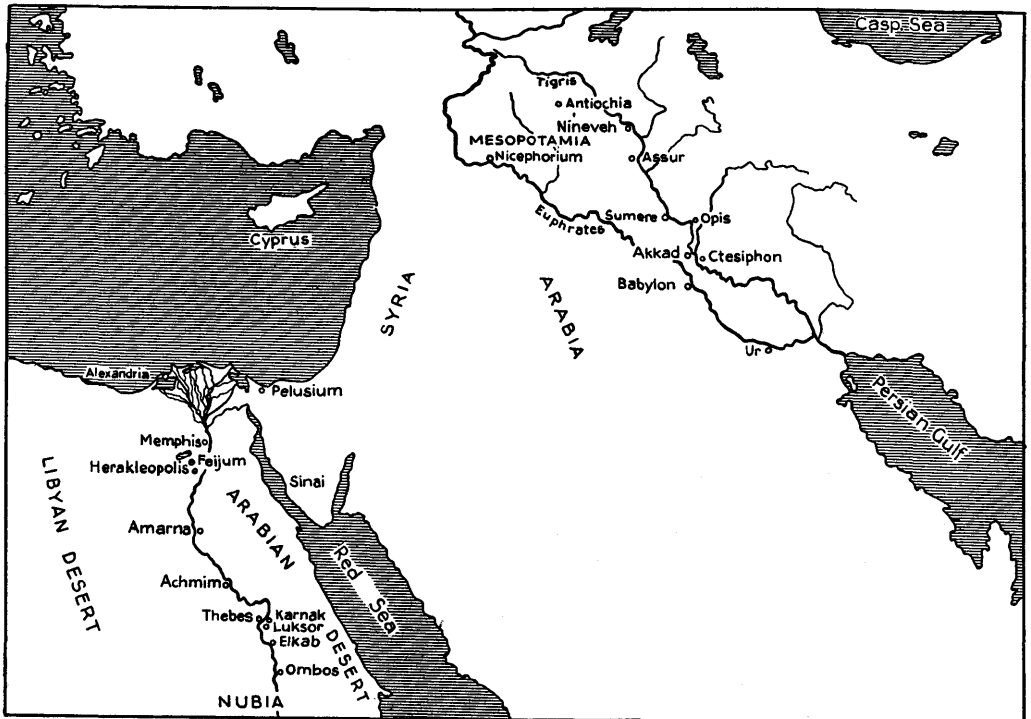 Casp. Sea
Tigris
Antiochia
Nineveh
MESOPOTAMIA
Nicephorium
Assur
Euphrates
Sumere
Opis
Cyprus
Akkad
Ctesiphon
Babylon
SYRIA
ARABIA
Ur
Alexandria
Pelusium
Persian Gulf
Memphis
Feijum
Herakleopolis
Sinai
LIBYAN DESERT
ARABIAN DESERT
Amarna
Red Sea
Achmim
Thebes
Karnak
Luksor
Elkab
Ombos
NUBIA